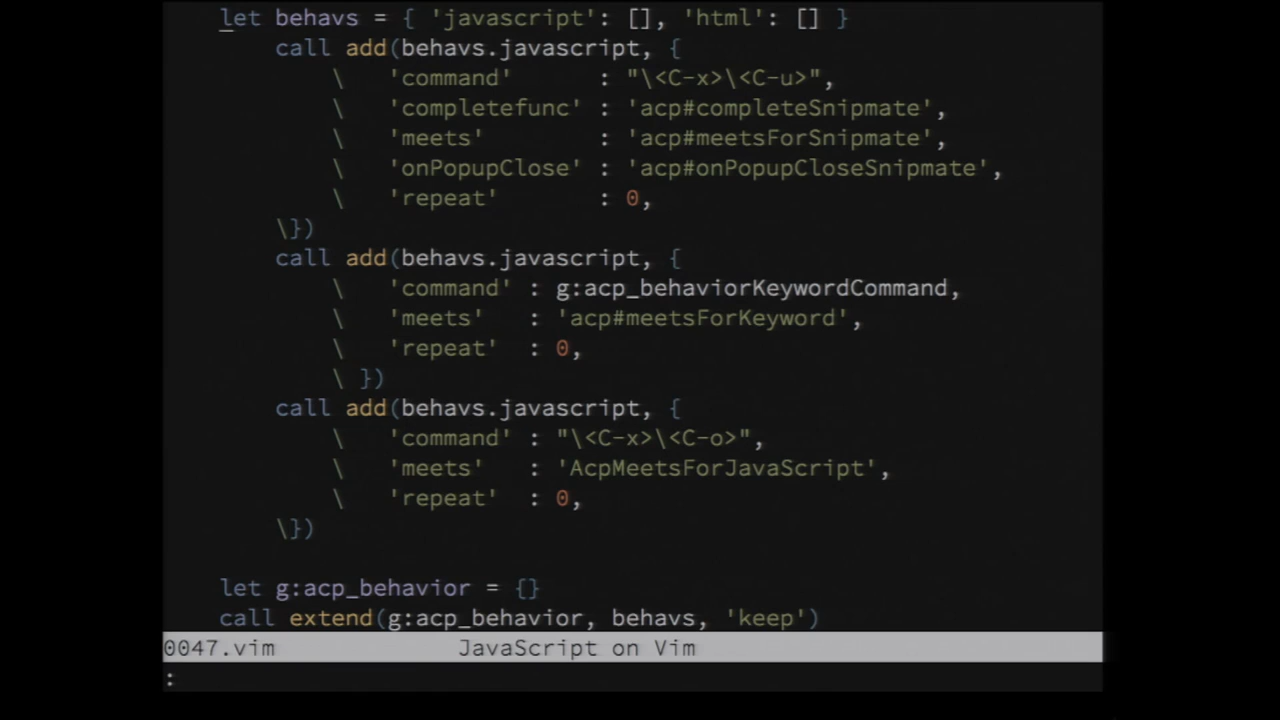 let behavs = { 'javascript': [], 'html': [] }
call add(behavs.javascript, {
\ 'command' : "\<C-x>\<C-u>",
\ 'completefunc' : 'acp#completeSnipmate',
\ 'meets' : 'acp#meetsForSnipmate',
\ 'onPopupClose' : 'acp#onPopupCloseSnipmate',
\ 'repeat' : 0,
\})
call add(behavs.javascript, {
\ 'command' : g:acp_behaviorKeywordCommand,
\ 'meets' : 'acp#meetsForKeyword',
\ 'repeat' : 0,
\ })
call add(behavs.javascript, {
\ 'command' : "\<C-x>\<C-o>",
\ 'meets' : 'AcpMeetsForJavaScript',
\ 'repeat' : 0,
\})
let g:acp_behavior = {}
call extend(g:acp_behavior, behavs, 'keep')
0047.vim JavaScript on Vim
: